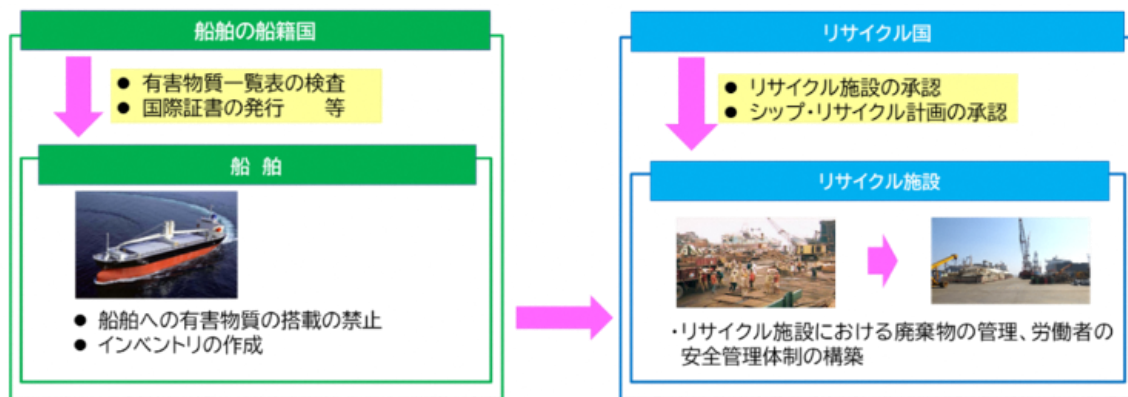 船舶の船籍国
● 有害物質一覧表の検査
● 国際証書の発行　　等
船 舶
● 船舶への有害物質の搭載の禁止
● インベントリの作成
リサイクル国
● リサイクル施設の承認
● シップ・リサイクル計画の承認
リサイクル施設
・リサイクル施設における廃棄物の管理、労働者の
安全管理体制の構築